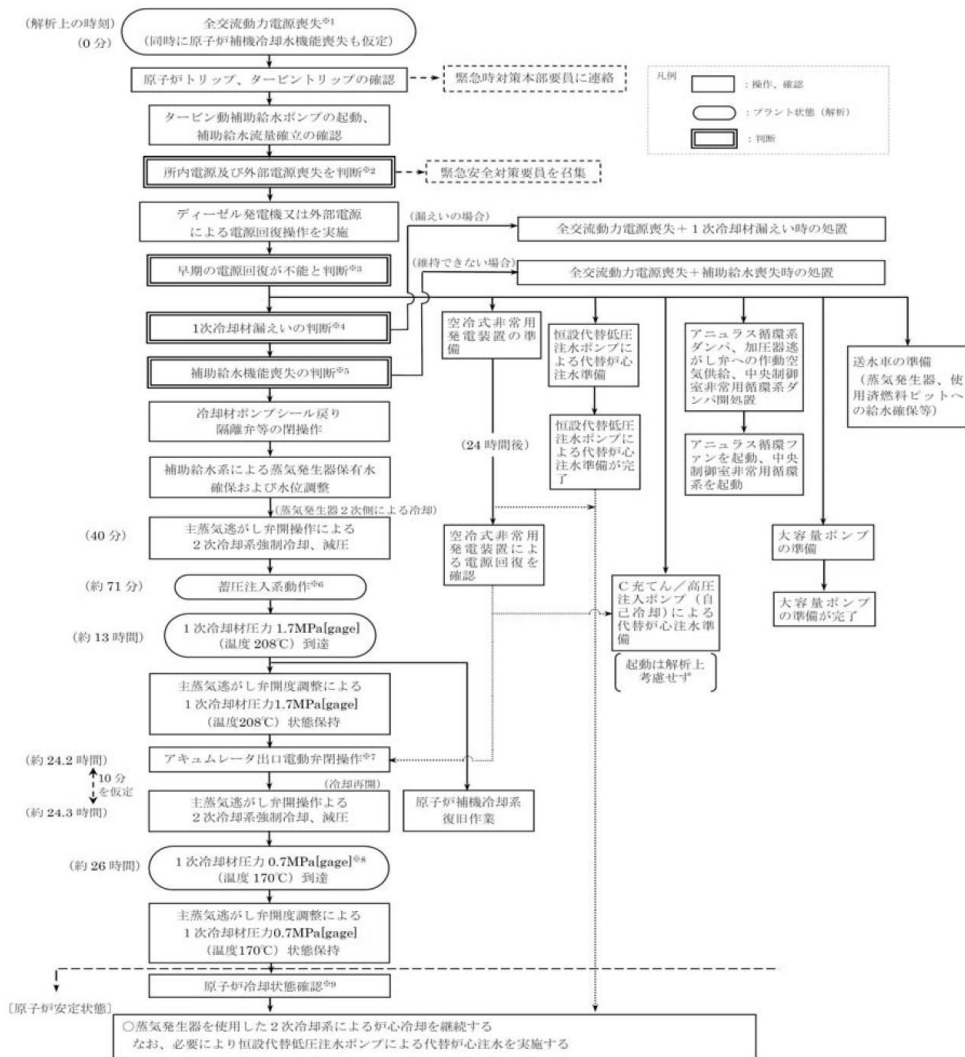 (解析上の時刻)
(0 分)
全交流動力電源喪失※1
(同時に原子炉補機冷却水機能喪失も仮定)
原子炉トリップ、タービントリップの確認
緊急時対策本部要員に連絡
凡例
:操作、確認
:プラント状態(解析)
:判断
タービン動補助給水ポンプの起動、
補助給水流量確立の確認
所内電源及び外部電源喪失を判断※2
緊急安全対策要員を召集
ディーゼル発電機又は外部電源
による電源回復操作を実施
(漏えいの場合)
全交流動力電源喪失+1次冷却材漏えい時の処置
早期の電源回復が不能と判断※3
(維持できない場合)
全交流動力電源喪失+補助給水喪失時の処置
1次冷却材漏えいの判断※4
補助給水機能喪失の判断※5
空冷式非常用
発電装置の準
備
恒設代替低圧
注水ポンプに
よる代替炉心
注水準備
アニュラス循環系
ダンパ、加圧器逃
がし弁への作動空
気供給、中央制御
室非常用循環系ダ
ンパ開処置
送水車の準備
(蒸気発生器、使
用済燃料ピットへ
の給水確保等)
冷却材ポンプシール戻り
隔離弁等の閉操作
(24 時間後)
恒設代替低圧
注水ポンプに
よる代替炉心
注水準備が完
了
アニュラス循環フ
ァンを起動、中央
制御室非常用循環
系を起動
補助給水系による蒸気発生器保有水
確保および水位調整
(蒸気発生器2次側による冷却)
(40 分)
主蒸気逃がし弁開操作による
2次冷却系強制冷却、減圧
空冷式非常用
発電装置によ
る電源回復を
確認
大容量ポンプ
の準備
(約 71 分)
蓄圧注入系動作※6
C充てん/高圧
注入ポンプ(自
己冷却)による
代替炉心注水準
備
大容量ポンプ
の準備が完了
(約 13 時間)
1次冷却材圧力 1.7MPa[gage]
(温度 208℃)到達
起動は解析上
考慮せず
主蒸気逃がし弁開度調整による
1次冷却材圧力1.7MPa[gage]
(温度208℃)状態保持
(約 24.2 時間)
アキュムレータ出口電動弁閉操作※7
10 分
を仮定
(冷却再開)
(約 24.3 時間)
主蒸気逃がし弁開操作よる
2次冷却系強制冷却、減圧
原子炉補機冷却系
復旧作業
(約 26 時間)
1次冷却材圧力 0.7MPa[gage]※8
(温度 170℃)到達
主蒸気逃がし弁開度調整による
1次冷却材圧力0.7MPa[gage]
(温度170℃)状態保持
原子炉冷却状態確認※9
[原子炉安定状態]
○蒸気発生器を使用した2次冷却系による炉心冷却を継続する
なお、必要により恒設代替低圧注水ポンプによる代替炉心注水を実施する